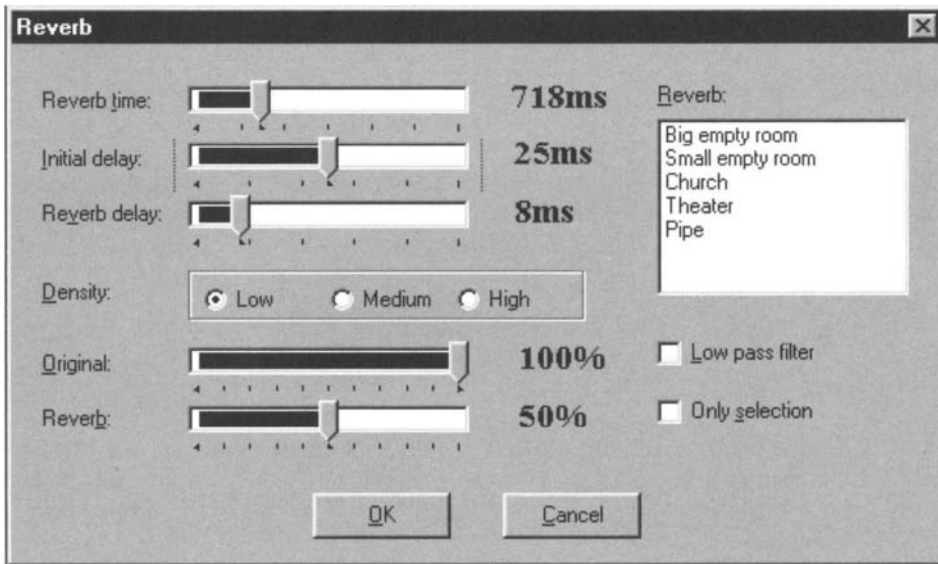 Reverb
Reverb time:
718ms
Initial delay:
25ms
Reverb delay:
8ms
Density:
Low
Medium
High
Original:
100%
Reverb:
50%
Reverb:
Big empty room
Small empty room
Church
Theater
Pipe
Low pass filter
Only selection
OK
Cancel